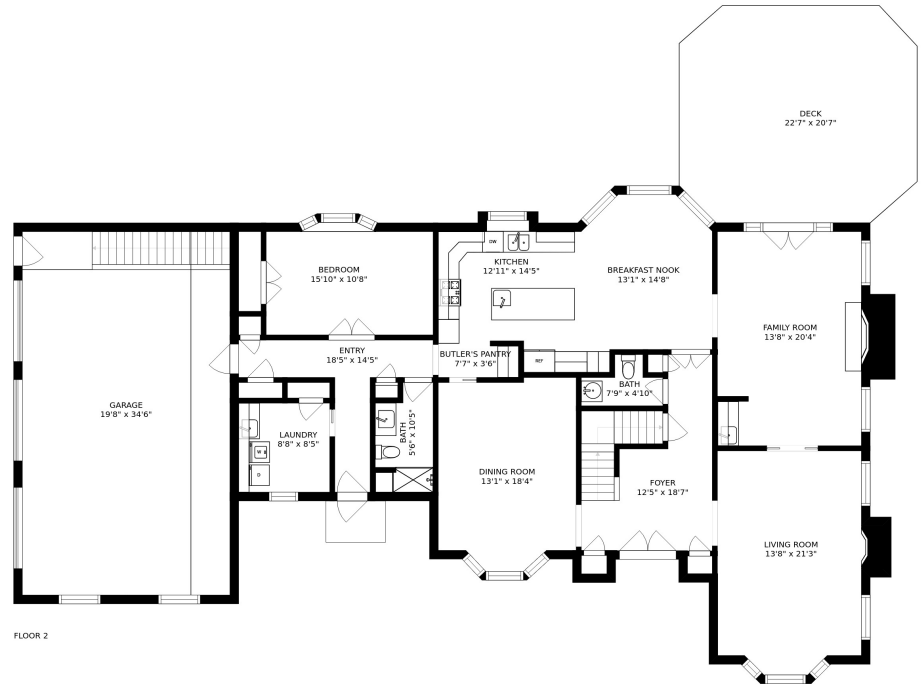 DECK
22'7" x 20'7"
BEDROOM
15'10" x 10'8"
DW
KITCHEN
12'11" x 14'5"
BREAKFAST NOOK
13'1" x 14'8"
FAMILY ROOM
13'8" x 20'4"
ENTRY
18'5" x 14'5"
BUTLER'S PANTRY
7'7" x 3'6"
REF
BATH
7'9" x 4'10"
GARAGE
19'8" x 34'6"
LAUNDRY
8'8" x 8'5"
W
D
BATH
5'6" x 10'5"
DINING ROOM
13'1" x 18'4"
FOYER
12'5" x 18'7"
LIVING ROOM
13'8" x 21'3"
FLOOR 2